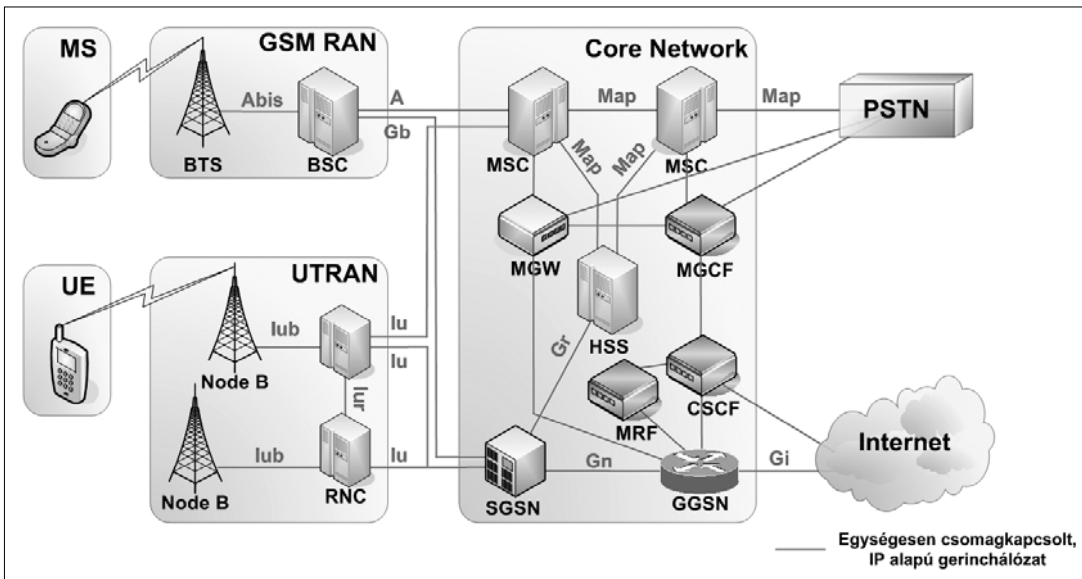 MS
GSM RAN
Core Network
Abis
A
Gb
Map
Map
PSTN
BTS
BSC
MSC
Map
Map
MSC
MGW
MGCF
UE
UTRAN
Iub
Iu
Iu
HSS
Node B
Iur
Gr
CSCF
MRF
Internet
Iub
Iu
Gn
Gi
Node B
RNC
SGSN
GGSN
Egységesen csomagkapcsolt,
IP alapú gerinchálózat